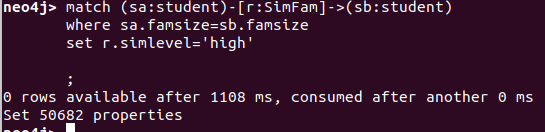 neo4j> match (sa:student)-[r:SimFam]->(sb:student)
where sa.famsize=sb.famsize
set r.simlevel='high'
;
0 rows available after 1108 ms, consumed after another 0 ms
Set 50682 properties
neo4j>